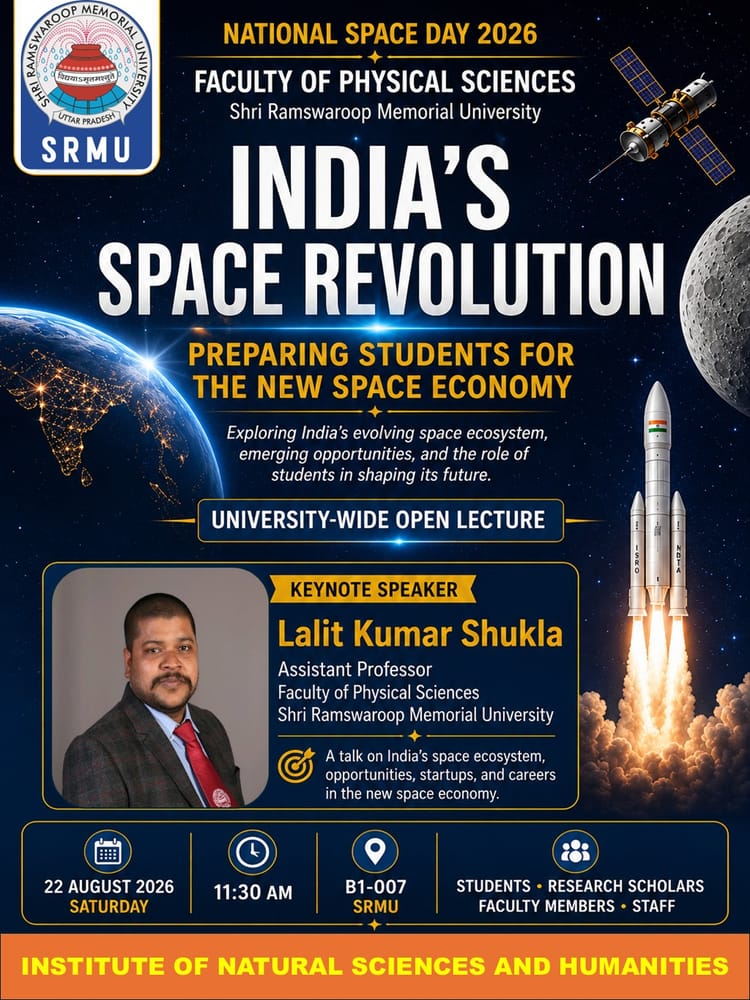 SHRI RAMSWAROOP MEMORIAL UNIVERSITY
विद्ययाऽमृतमश्नुते
UTTAR PRADESH
SRMU
NATIONAL SPACE DAY 2026
FACULTY OF PHYSICAL SCIENCES
Shri Ramswaroop Memorial University
INDIA'S
SPACE REVOLUTION
PREPARING STUDENTS FOR
THE NEW SPACE ECONOMY
Exploring India's evolving space ecosystem,
emerging opportunities, and the role of
students in shaping its future.
UNIVERSITY-WIDE OPEN LECTURE
ISRO
KEYNOTE SPEAKER
Lalit Kumar Shukla
Assistant Professor
Faculty of Physical Sciences
Shri Ramswaroop Memorial University
A talk on India's space ecosystem,
opportunities, startups, and careers
in the new space economy.
22 AUGUST 2026
SATURDAY
11:30 AM
B1-007
SRMU
STUDENTS • RESEARCH SCHOLARS
FACULTY MEMBERS • STAFF
INSTITUTE OF NATURAL SCIENCES AND HUMANITIES